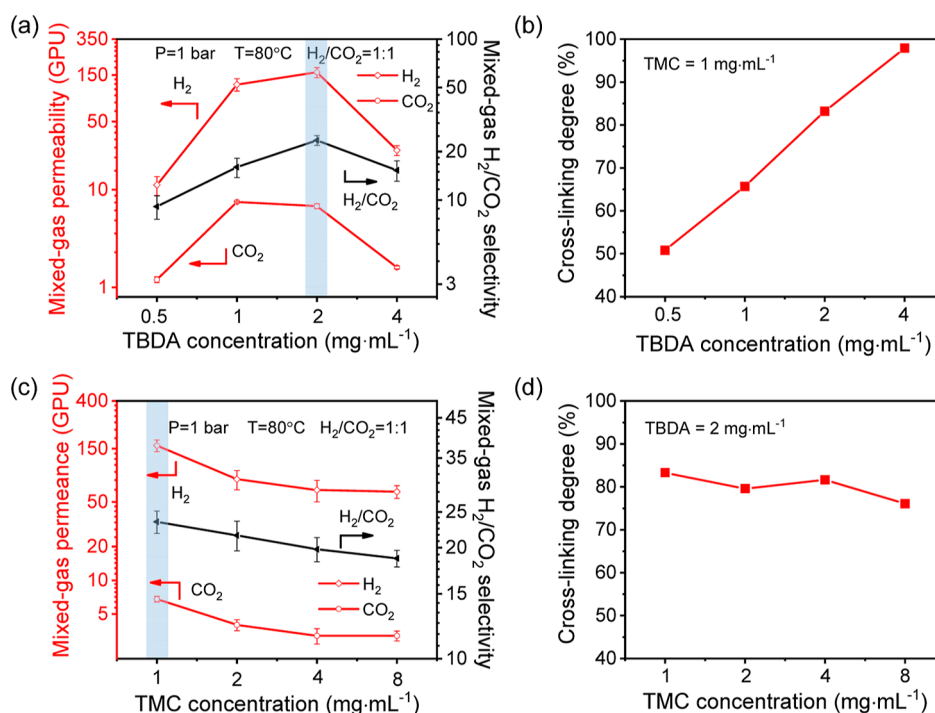 (a)
Mixed-gas permeability (GPU)
350
150
50
10
1
P=1 bar T=80°C H₂/CO₂=1:1
H₂
H₂
CO₂
H₂/CO₂
CO₂
100
60
20
10
3
Mixed-gas H₂/CO₂ selectivity
0.5 1 2 4
TBDA concentration (mg·mL⁻¹)
(b)
Cross-linking degree (%)
100
90
80
70
60
50
40
TMC = 1 mg·mL⁻¹
0.5 1 2 4
TBDA concentration (mg·mL⁻¹)
(c)
Mixed-gas permeance (GPU)
400
150
50
20
10
5
P=1 bar T=80°C H₂/CO₂=1:1
H₂
H₂/CO₂
CO₂
H₂
CO₂
45
35
25
20
15
10
Mixed-gas H₂/CO₂ selectivity
1 2 4 8
TMC concentration (mg·mL⁻¹)
(d)
Cross-linking degree (%)
100
90
80
70
60
50
40
TBDA = 2 mg·mL⁻¹
1 2 4 8
TMC concentration (mg·mL⁻¹)